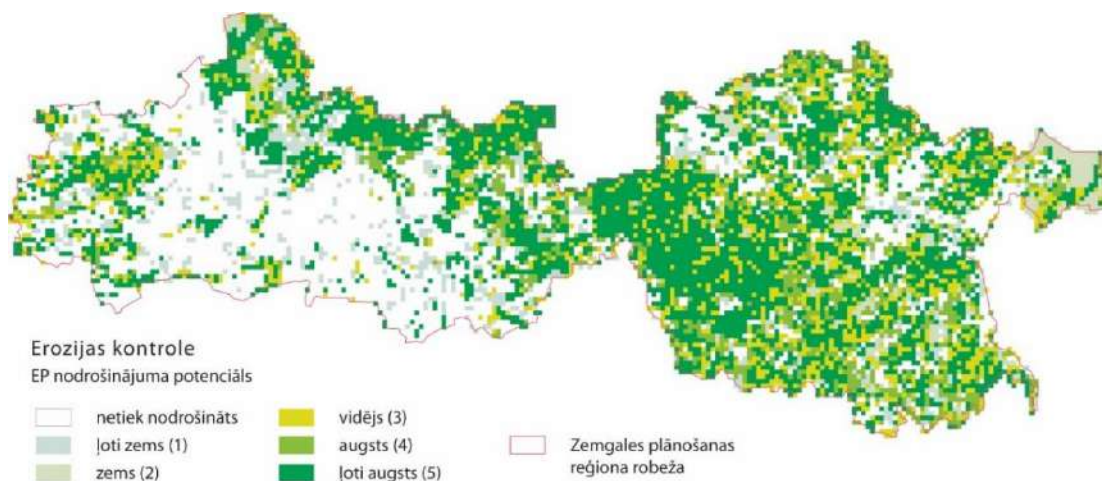 Erozijas kontrole
EP nodrošinājuma potenciāls
netiek nodrošināts
ļoti zems (1)
zems (2)
vidējs (3)
augsts (4)
ļoti augsts (5)
Zemgales plānošanas
reģiona robeža